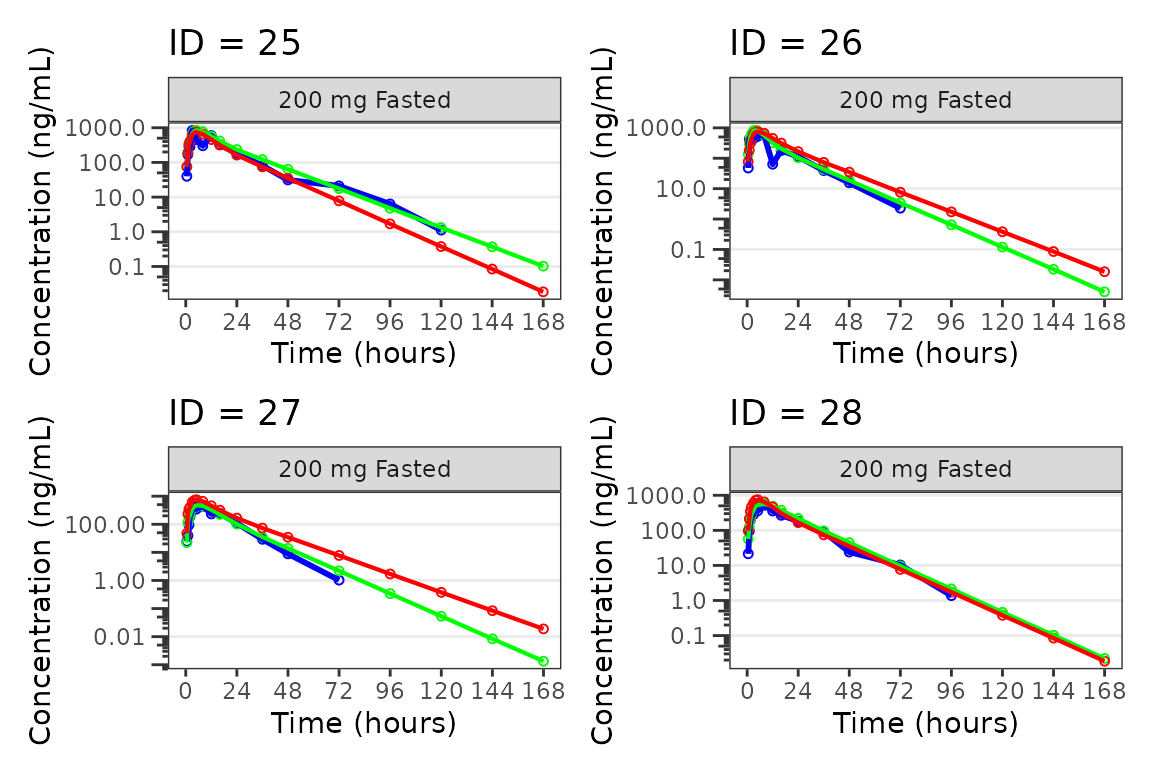 ID = 25
200 mg Fasted
Concentration (ng/mL)
1000.0
100.0
10.0
1.0
0.1
0 24 48 72 96 120 144 168
Time (hours)
ID = 26
200 mg Fasted
Concentration (ng/mL)
1000.0
10.0
0.1
0 24 48 72 96 120 144 168
Time (hours)
ID = 27
200 mg Fasted
Concentration (ng/mL)
100.00
1.00
0.01
0 24 48 72 96 120 144 168
Time (hours)
ID = 28
200 mg Fasted
Concentration (ng/mL)
1000.0
100.0
10.0
1.0
0.1
0 24 48 72 96 120 144 168
Time (hours)